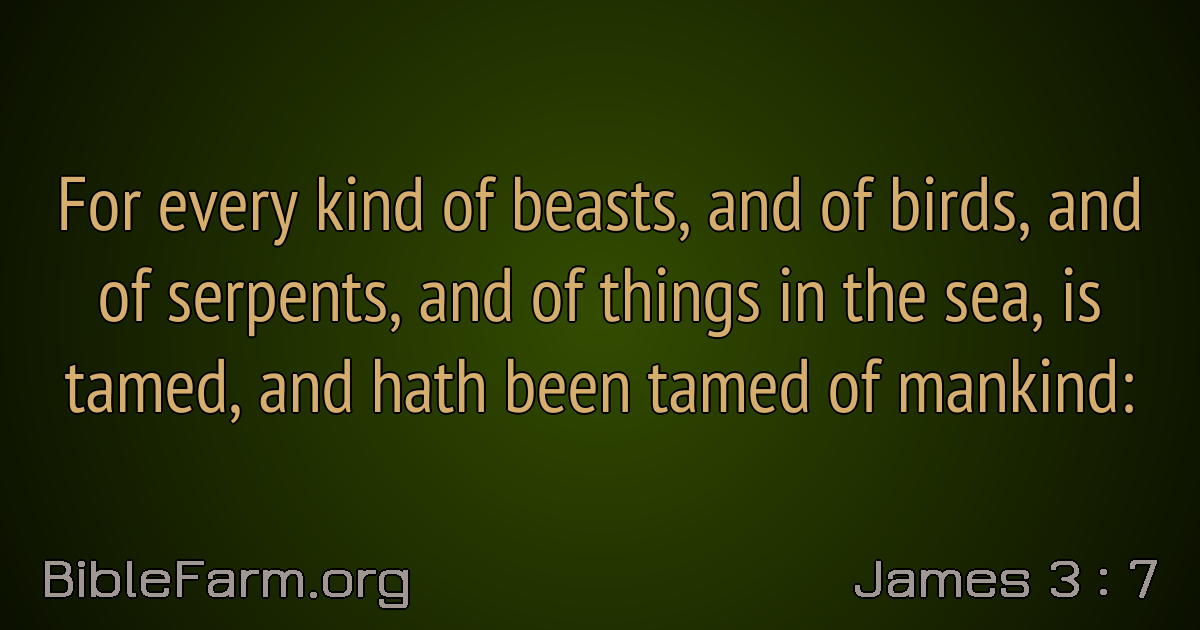 For every kind of beasts, and of birds, and
of serpents, and of things in the sea, is
tamed, and hath been tamed of mankind:
BibleFarm.org
James 3 : 7